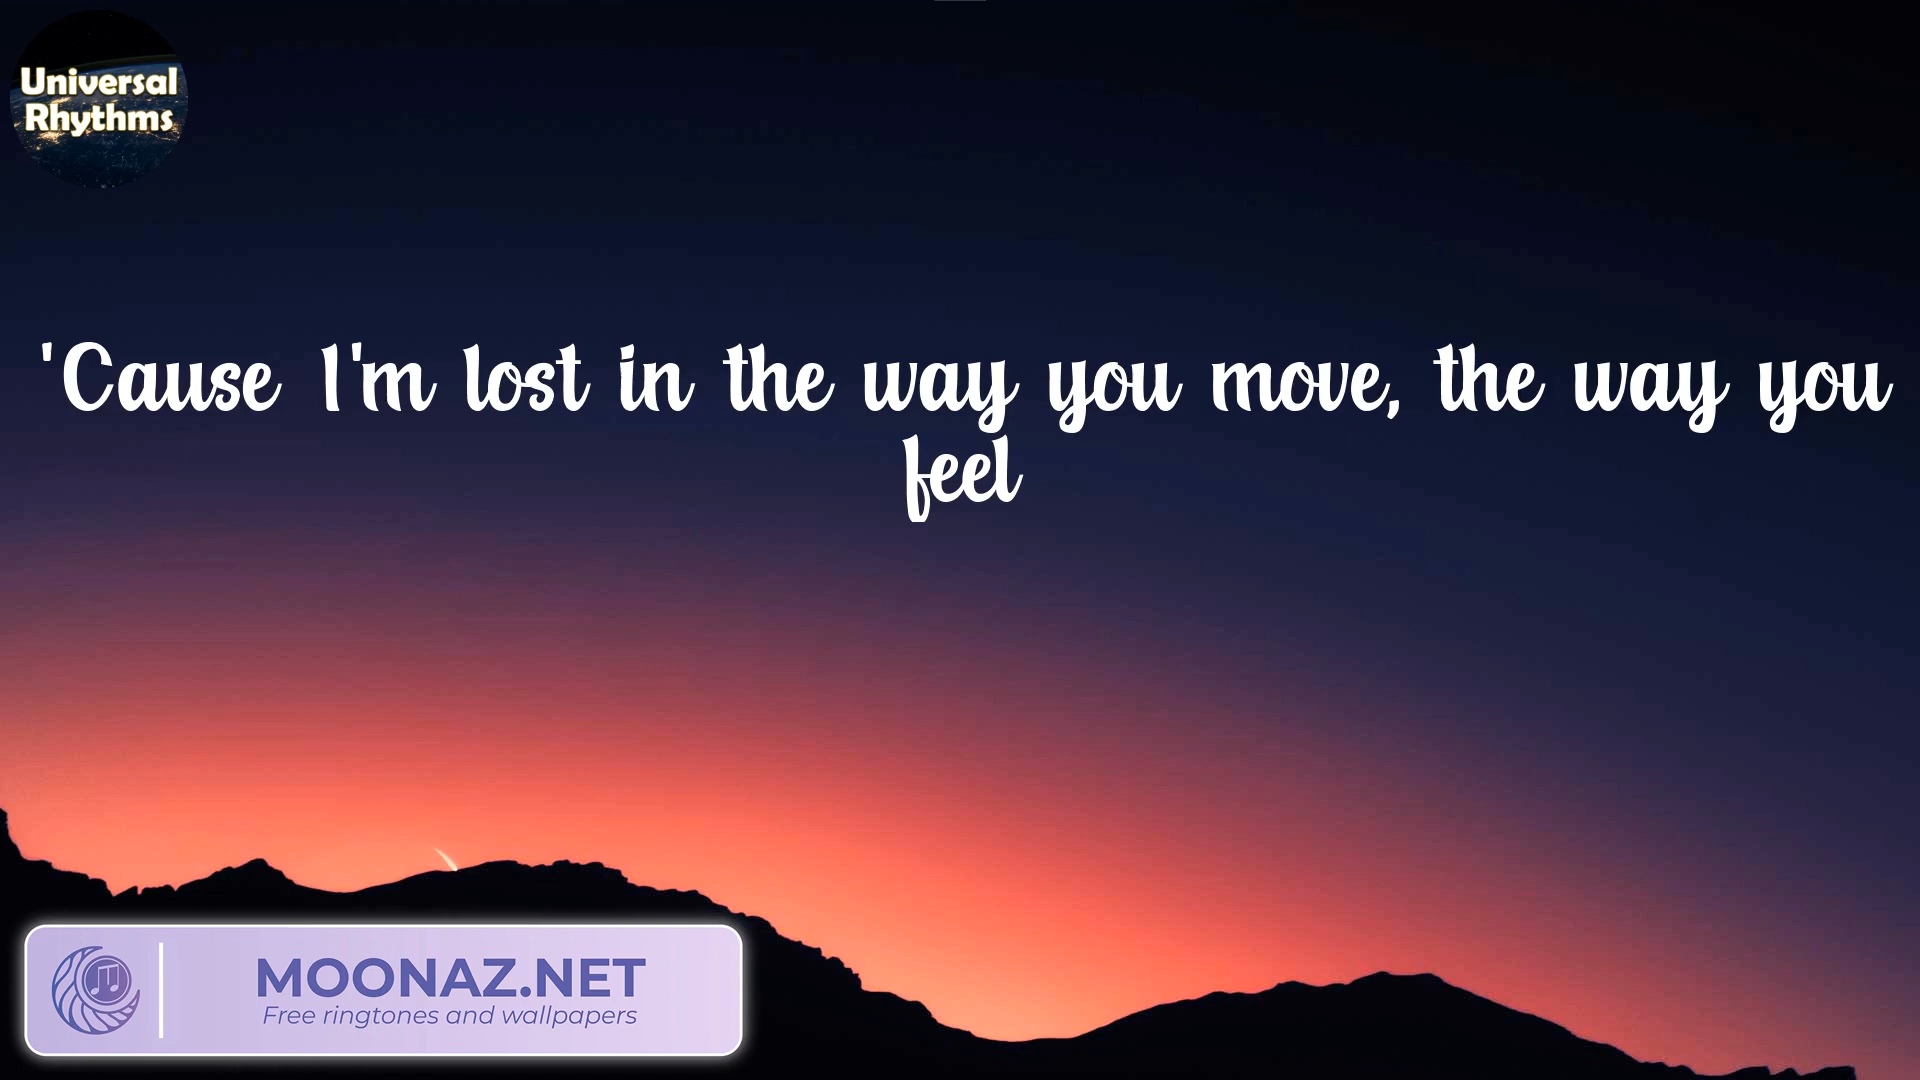 Universal
Rhythms
'Cause I'm lost in the way you move, the way you
feel
MOONAZ.NET
Free ringtones and wallpapers